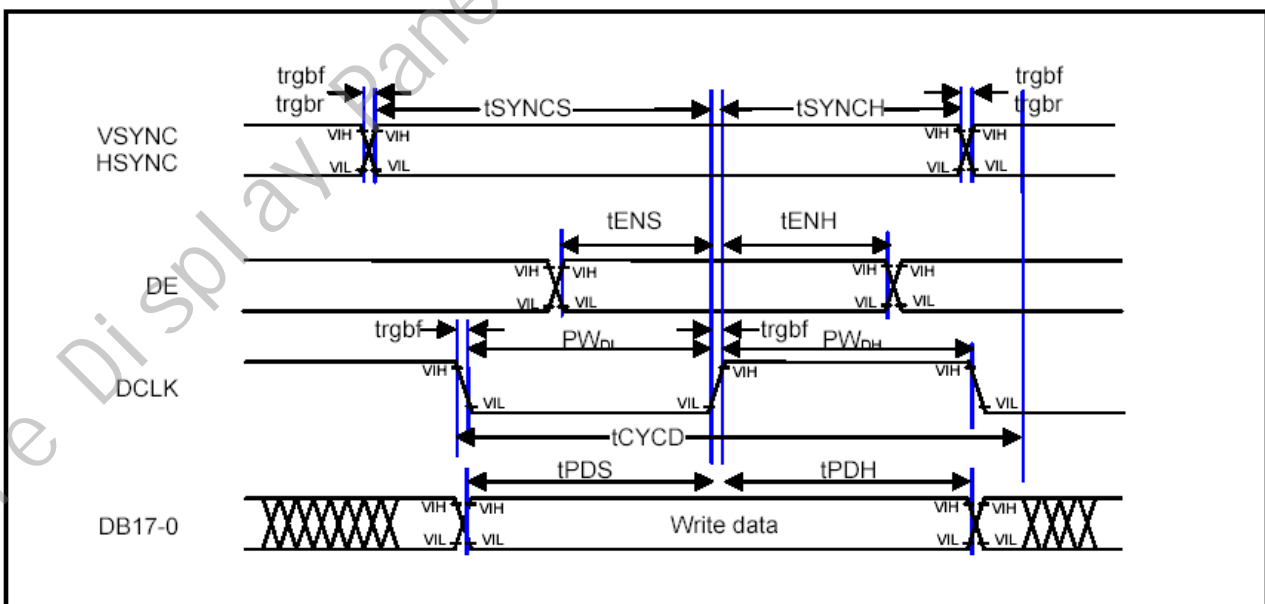 e Display Pane
trgbf
trgbr
tSYNCS
tSYNCH
trgbf
trgbr
VSYNC
HSYNC
VIH
VIH
VIH
VIH
VIL
VIL
VIL
VIL
tENS
tENH
DE
VIH
VIH
VIH
VIH
VIL
VIL
VIL
VIL
trgbf
PWDL
trgbf
PWDH
DCLK
VIH
VIH
VIH
VIL
VIL
VIL
tCYCD
tPDS
tPDH
DB17-0
VIH
VIH
Write data
VIH
VIH
VIL
VIL
VIL
VIL